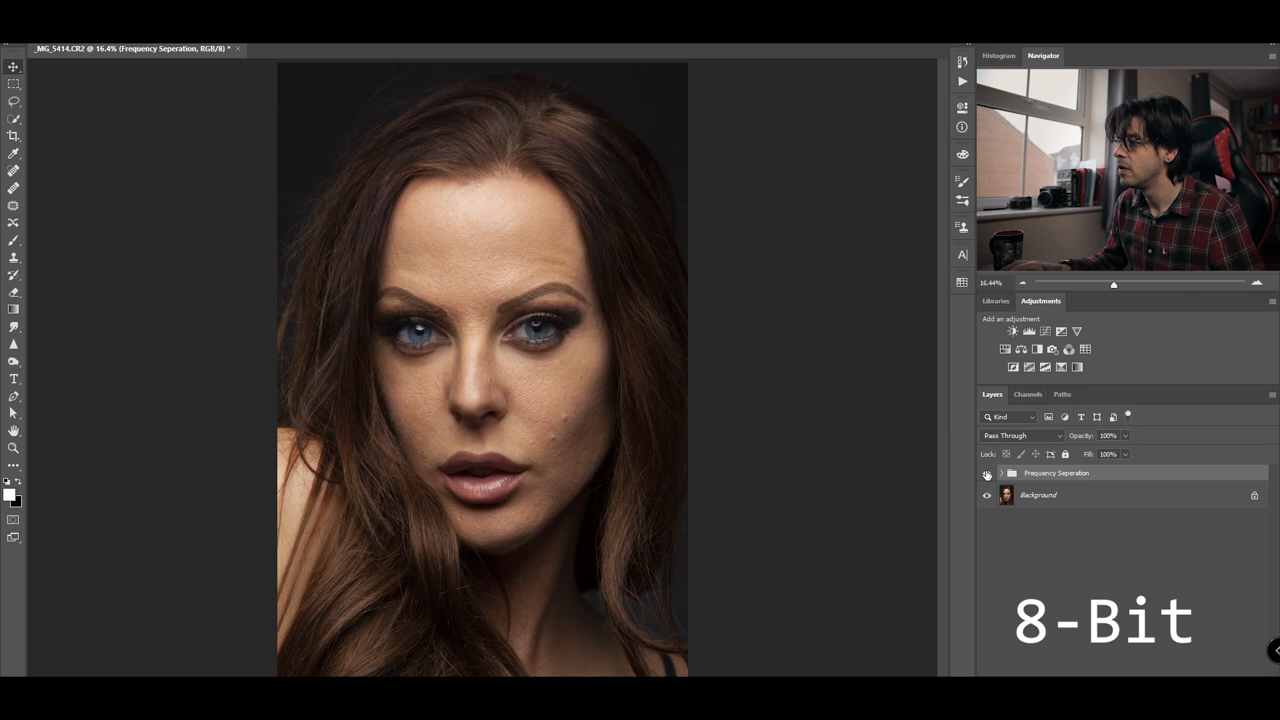 _MG_5414.CR2 @ 16.4% (Frequency Seperation, RGB/8) *
Histogram
Navigator
16.44%
Libraries
Adjustments
Add an adjustment
Layers
Channels
Paths
Kind
Pass Through
Opacity: 100%
Lock:
Fill: 100%
Frequency Seperation
Background
8-Bit